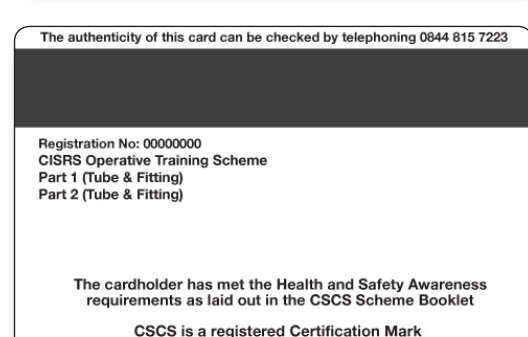 The authenticity of this card can be checked by telephoning 0844 815 7223
Registration No: 00000000
CISRS Operative Training Scheme
Part 1 (Tube & Fitting)
Part 2 (Tube & Fitting)
The cardholder has met the Health and Safety Awareness
requirements as laid out in the CSCS Scheme Booklet
CSCS is a registered Certification Mark